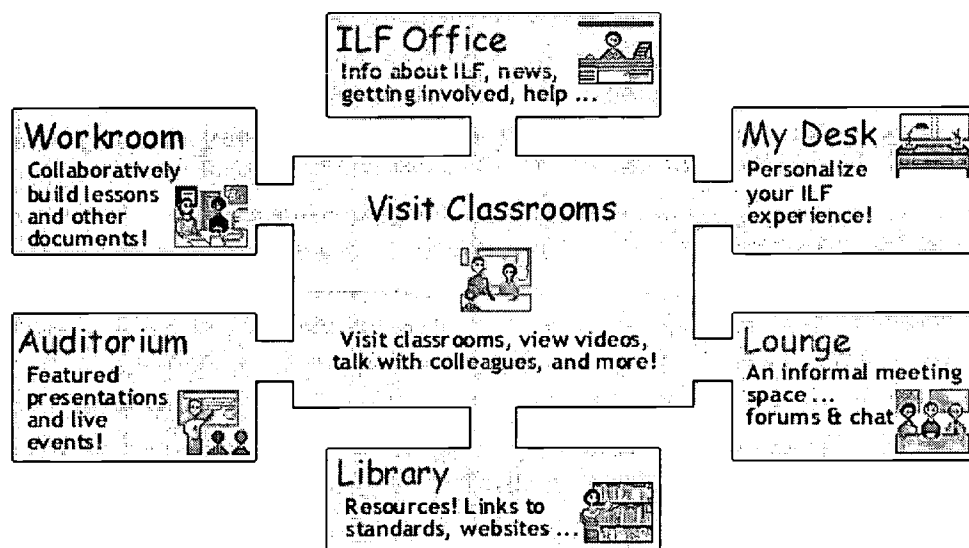 ILF Office
Info about ILF, news,
getting involved, help ...
Workroom
Collaboratively
build lessons
and other
documents!
My Desk
Personalize
your ILF
experience!
Visit Classrooms
Visit classrooms, view videos,
talk with colleagues, and more!
Auditorium
Featured
presentations
and live
events!
Lounge
An informal meeting
space ...
forums & chat
Library
Resources! Links to
standards, websites ...